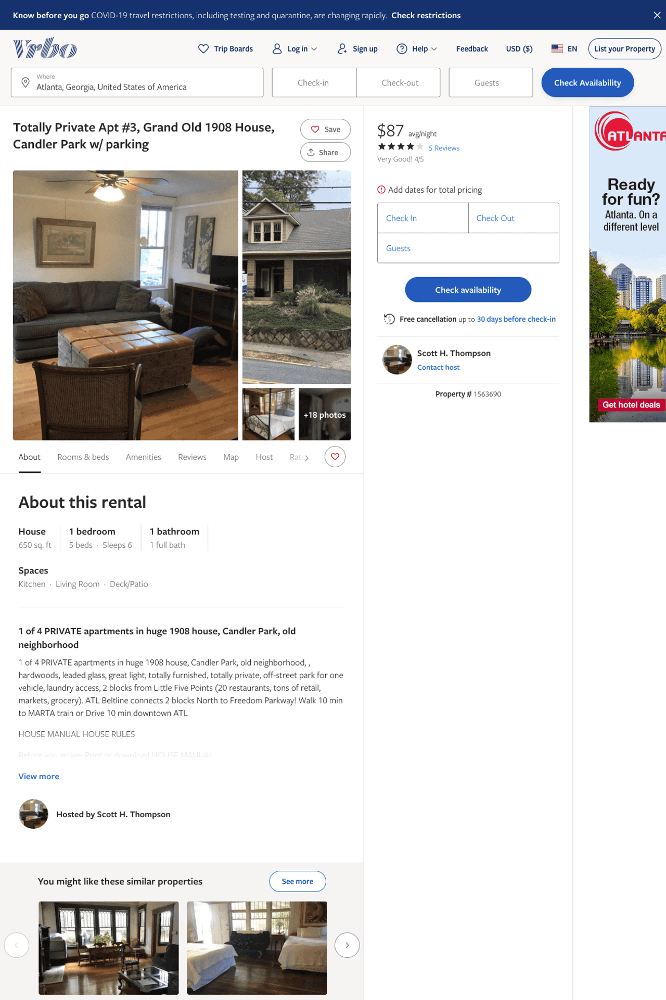 Know before you go COVID-19 travel restrictions, including testing and quarantine, are changing rapidly. Check restrictions
Vrbo
Trip Boards
Log in
Sign up
Help
Feedback
USD ($)
EN
List your Property
Where
Atlanta, Georgia, United States of America
Check-in
Check-out
Guests
Check Availability
Totally Private Apt #3, Grand Old 1908 House,
Candler Park w/ parking
Save
Share
+18 photos
$87 avg/night
5 Reviews
Very Good! 4/5
Add dates for total pricing
Check In
Check Out
Guests
Check availability
Free cancellation up to 30 days before check-in
Scott H. Thompson
Contact host
Property # 1563690
ATLANTA
Ready
for fun?
Atlanta. On a
different level
Get hotel deals
About
Rooms & beds
Amenities
Reviews
Map
Host
Rate
About this rental
House
650 sq. ft
1 bedroom
5 beds · Sleeps 6
1 bathroom
1 full bath
Spaces
Kitchen · Living Room · Deck/Patio
1 of 4 PRIVATE apartments in huge 1908 house, Candler Park, old
neighborhood
1 of 4 PRIVATE apartments in huge 1908 house, Candler Park, old neighborhood, ,
hardwoods, leaded glass, great light, totally furnished, totally private, off-street park for one
vehicle, laundry access, 2 blocks from Little Five Points (20 restaurants, tons of retail,
markets, grocery). ATL Beltline connects 2 blocks North to Freedom Parkway! Walk 10 min
to MARTA train or Drive 10 min downtown ATL
HOUSE MANUAL HOUSE RULES
Before you arrive- Print or download HOUSE MANUAL
View more
Hosted by Scott H. Thompson
You might like these similar properties
See more